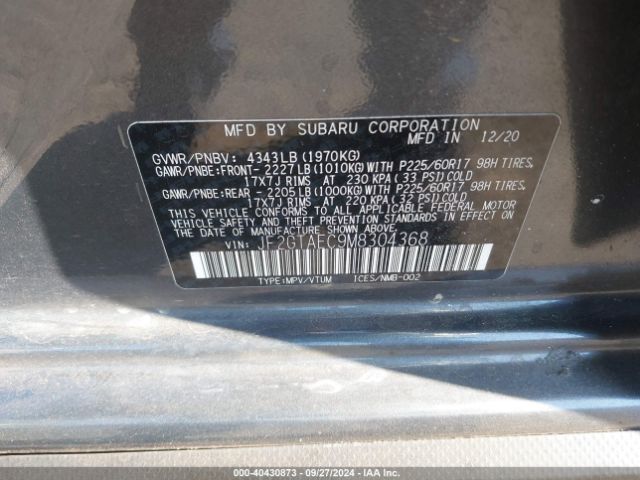 MFD BY SUBARU CORPORATION
MFD IN 12/20
GVWR/PNBV: 4343LB (1970KG)
GAWR/PNBE:FRONT- 2227LB (1010KG) WITH P225/60R17 98H TIRES,
17X7J RIMS AT 230 KPA (33 PSI) COLD
GAWR/PNBE:REAR - 2205LB (1000KG) WITH P225/60R17 98H TIRES,
17X7J RIMS AT 220 KPA (32 PSI) COLD
THIS VEHICLE CONFORMS TO ALL APPLICABLE FEDERAL MOTOR
VEHICLE SAFETY AND THEFT PREVENTION STANDARDS IN
EFFECT ON THE DATE OF MANUFACTURE SHOWN ABOVE.
VIN: JF2GTAEC9M8304368
TYPE:MPV/VTUM ICES/NMB-002
000-40430873 - 09/27/2024 - IAA Inc.